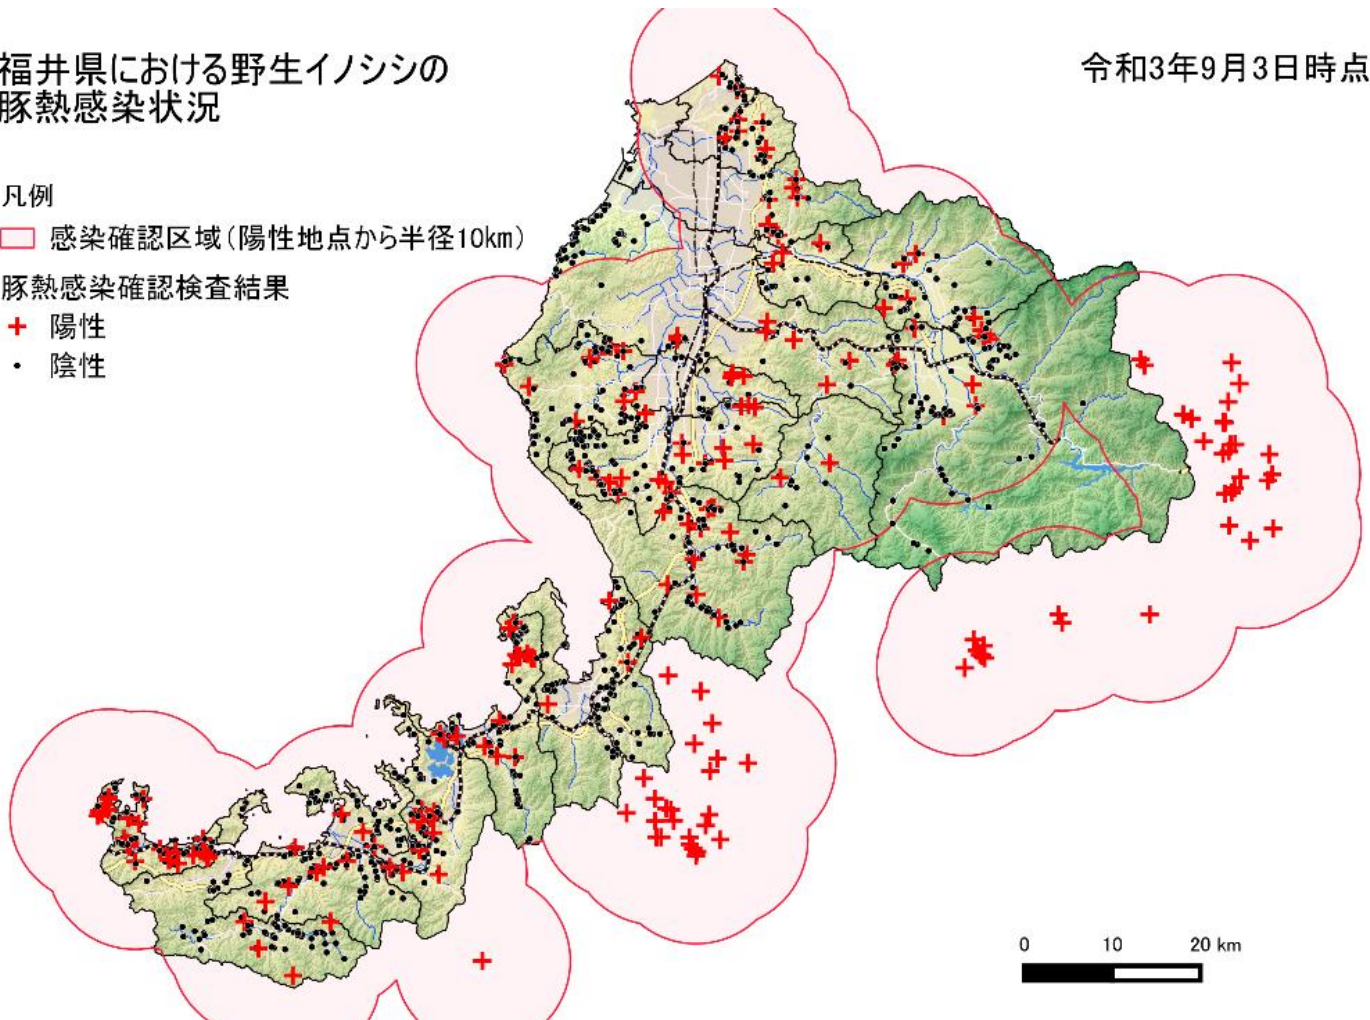 福井県における野生イノシシの
豚熱感染状況
令和3年9月3日時点
凡例
感染確認区域(陽性地点から半径10km)
豚熱感染確認検査結果
陽性
陰性
0 10 20 km